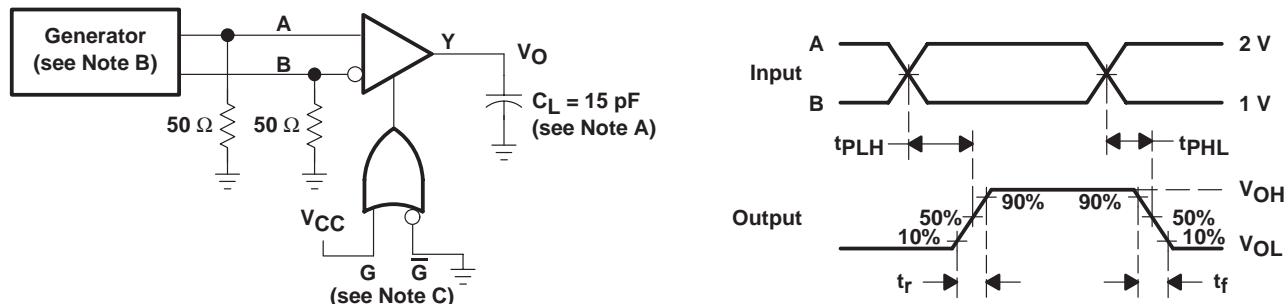 Generator
(see Note B)
A
B
Y
VO
CL = 15 pF
(see Note A)
50 Ω
50 Ω
VCC
G
G̅
(see Note C)
A
Input
B
2 V
1 V
tPLH
tPHL
Output
10%
50%
90%
90%
50%
10%
VOH
VOL
tr
tf